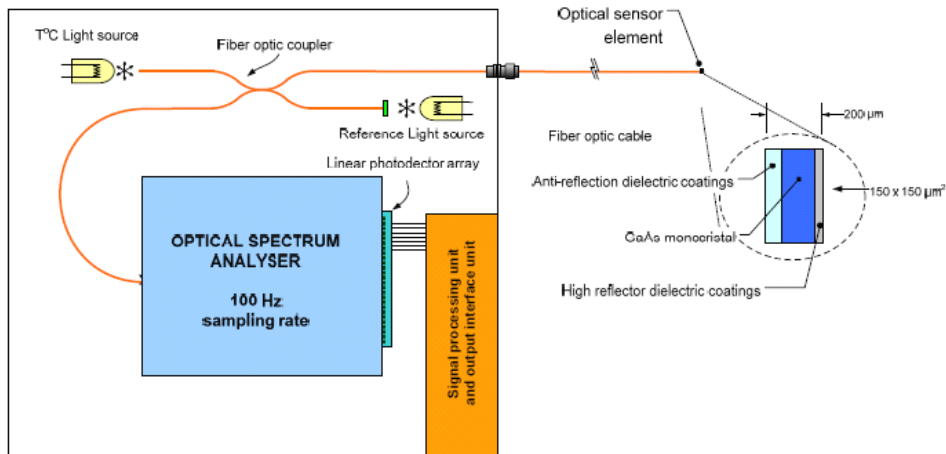 T°C Light source
Fiber optic coupler
Optical sensor
element
Reference Light source
Linear photodector array
Fiber optic cable
200 µm
Anti-reflection dielectric coatings
150 x 150 µm²
GaAs monocristal
High reflector dielectric coatings
OPTICAL SPECTRUM
ANALYSER
100 Hz
sampling rate
Signal processing unit
and output interface unit